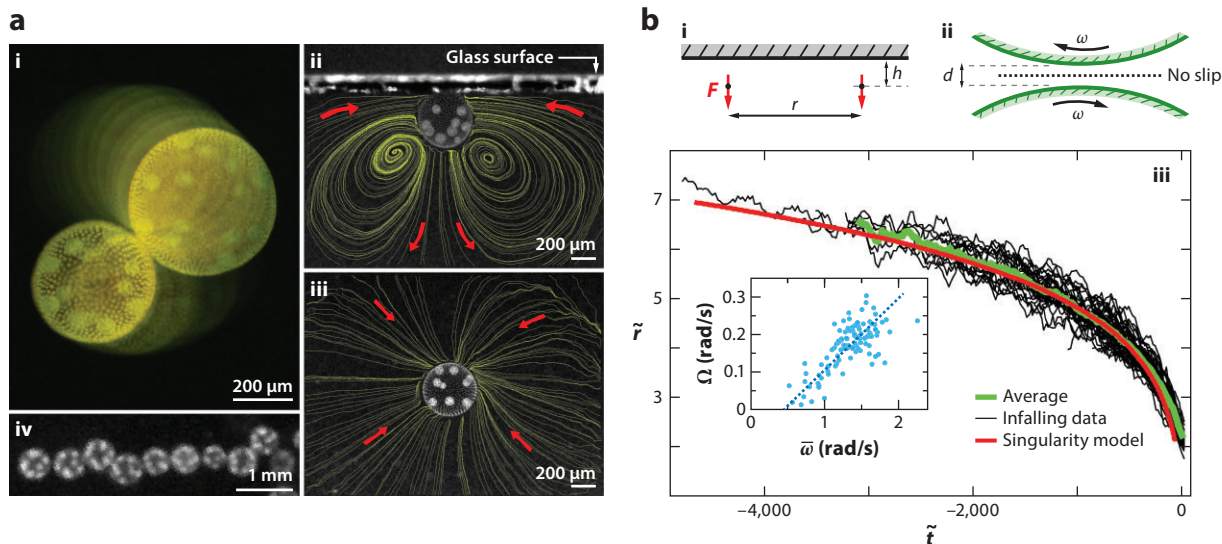 a
i
200 μm
ii
Glass surface
200 μm
iii
200 μm
iv
1 mm
b
i
F
r
h
ii
ω
d
No slip
ω
iii
7
5
3
r̃
−4,000
−2,000
0
t̃
0.3
0.2
0.1
0
0
1
2
Ω (rad/s)
ω̅ (rad/s)
Average
Infalling data
Singularity model